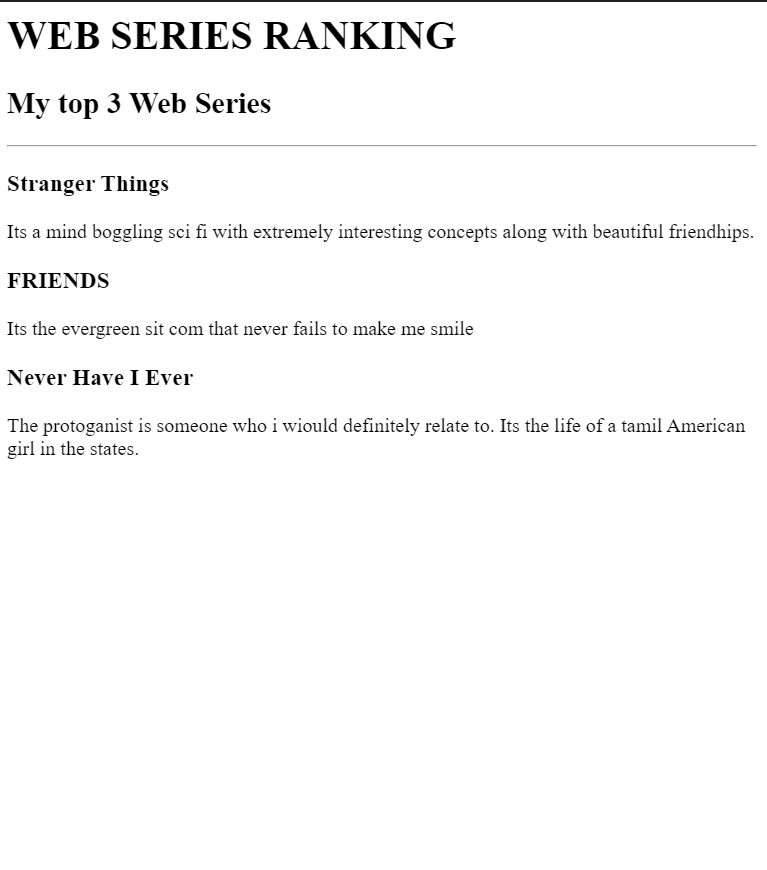 WEB SERIES RANKING
My top 3 Web Series
Stranger Things
Its a mind boggling sci fi with extremely interesting concepts along with beautiful friendhips.
FRIENDS
Its the evergreen sit com that never fails to make me smile
Never Have I Ever
The protoganist is someone who i wiould definitely relate to. Its the life of a tamil American
girl in the states.